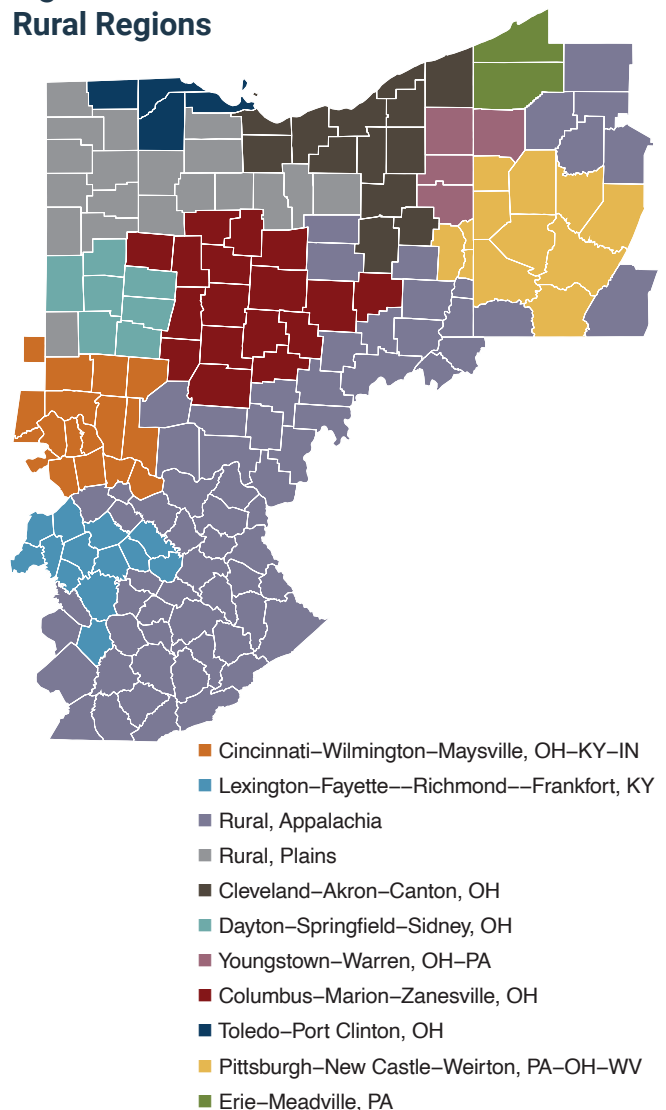 Rural Regions
Cincinnati–Wilmington–Maysville, OH–KY–IN
Lexington–Fayette––Richmond––Frankfort, KY
Rural, Appalachia
Rural, Plains
Cleveland–Akron–Canton, OH
Dayton–Springfield–Sidney, OH
Youngstown–Warren, OH–PA
Columbus–Marion–Zanesville, OH
Toledo–Port Clinton, OH
Pittsburgh–New Castle–Weirton, PA–OH–WV
Erie–Meadville, PA